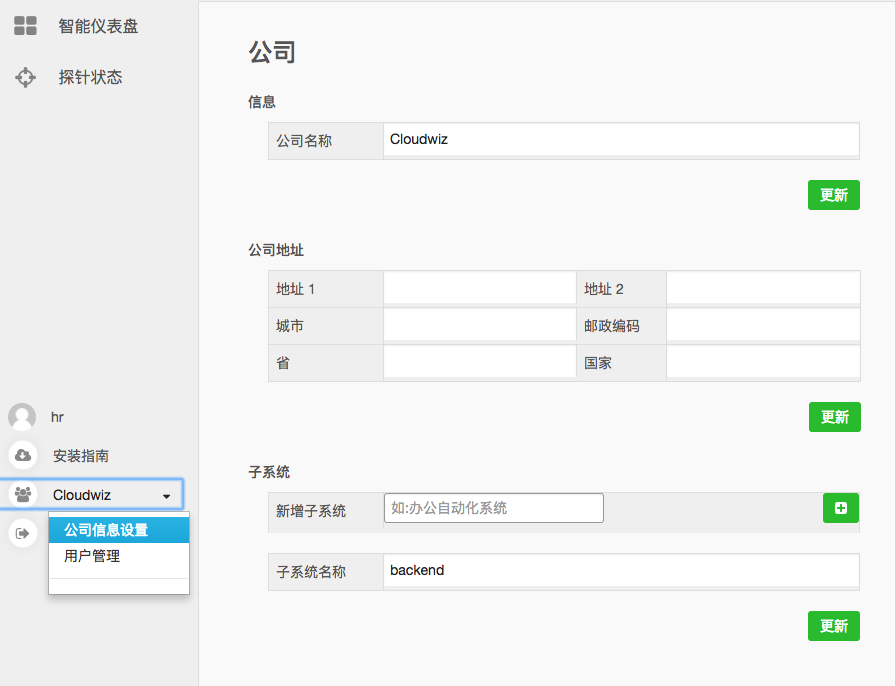 智能仪表盘
探针状态
hr
安装指南
Cloudwiz
公司信息设置
用户管理
公司
信息
公司名称 Cloudwiz
更新
公司地址
地址 1 地址 2
城市 邮政编码
省 国家
更新
子系统
新增子系统 如:办公自动化系统
子系统名称 backend
更新